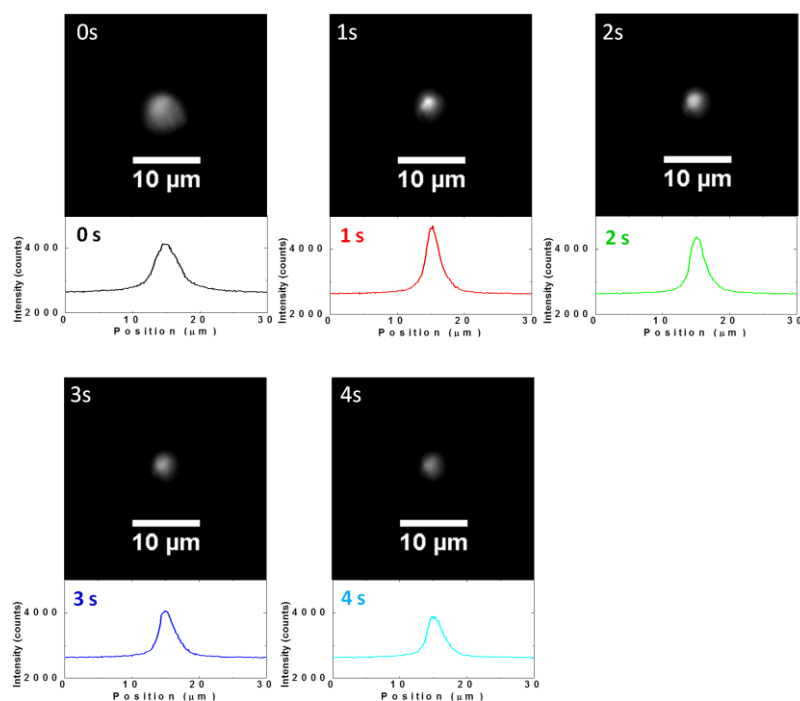 0s
10 µm
1s
10 µm
2s
10 µm
0 s
Intensity (counts)
4000
2000
0 10 20 30
Position (µm)
1 s
Intensity (counts)
4000
2000
0 10 20 30
Position (µm)
2 s
Intensity (counts)
4000
2000
0 10 20 30
Position (µm)
3s
10 µm
4s
10 µm
3 s
Intensity (counts)
4000
2000
0 10 20 30
Position (µm)
4 s
Intensity (counts)
4000
2000
0 10 20 30
Position (µm)